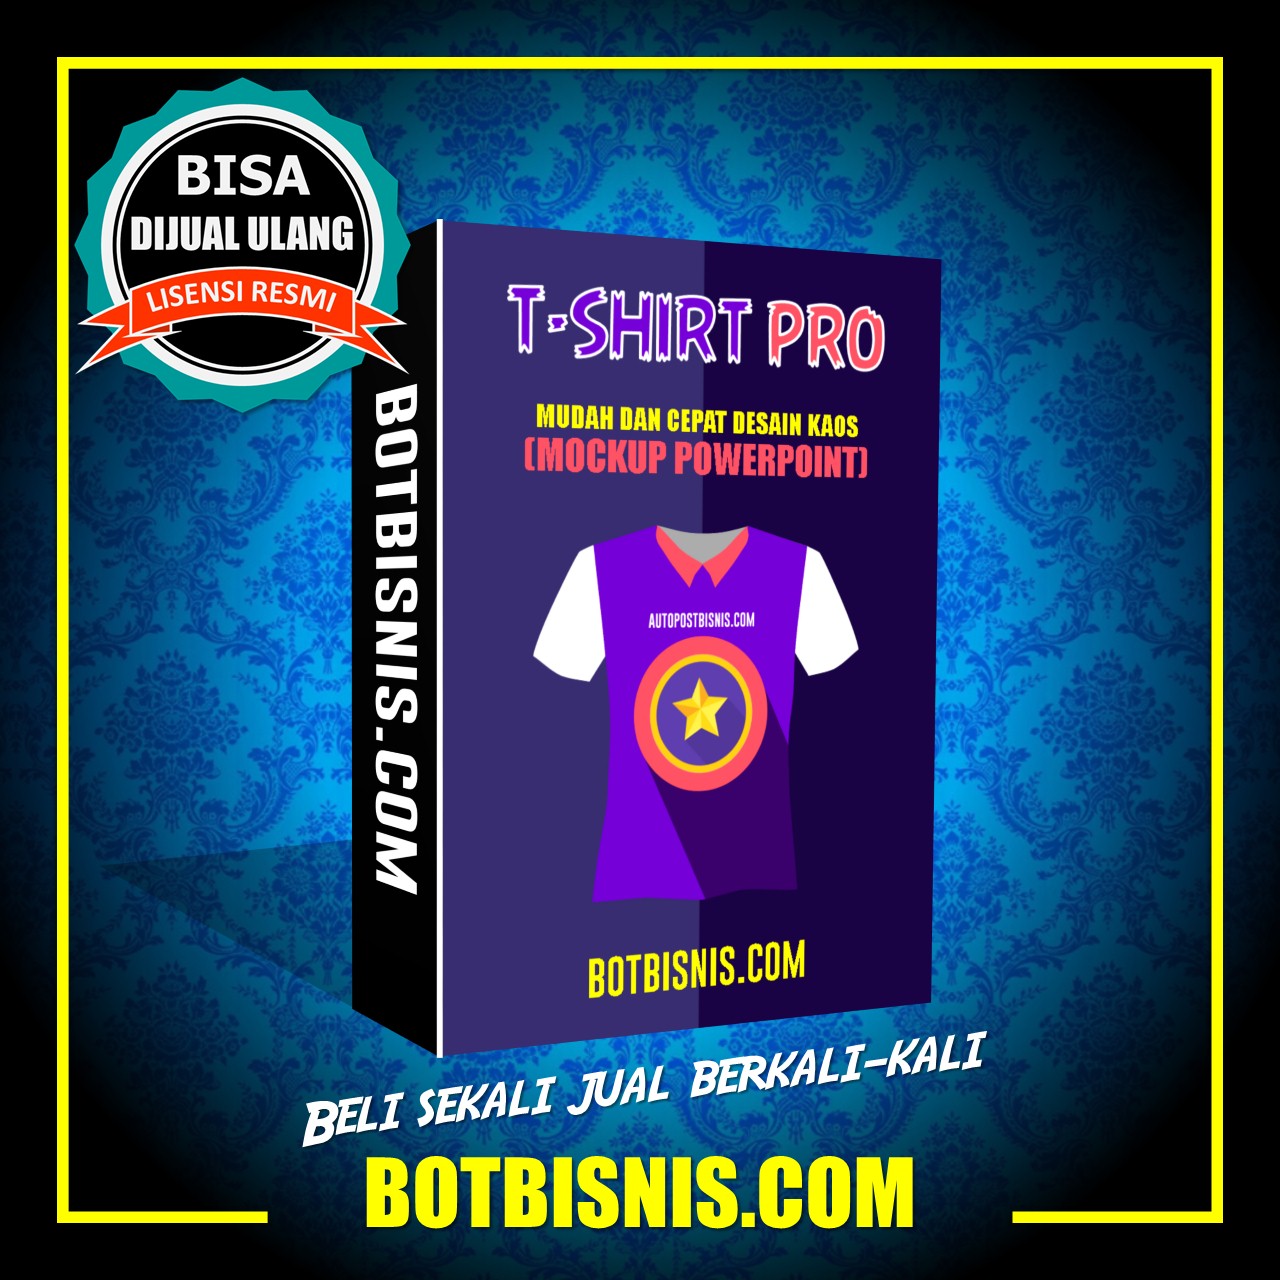 BISA
DIJUAL ULANG
LISENSI RESMI
BOTBISNIS.COM
T-SHIRT PRO
MUDAH DAN CEPAT DESAIN KAOS
(MOCKUP POWERPOINT)
AUTOPOSTBISNIS.COM
BOTBISNIS.COM
BELI SEKALI JUAL BERKALI-KALI
BOTBISNIS.COM